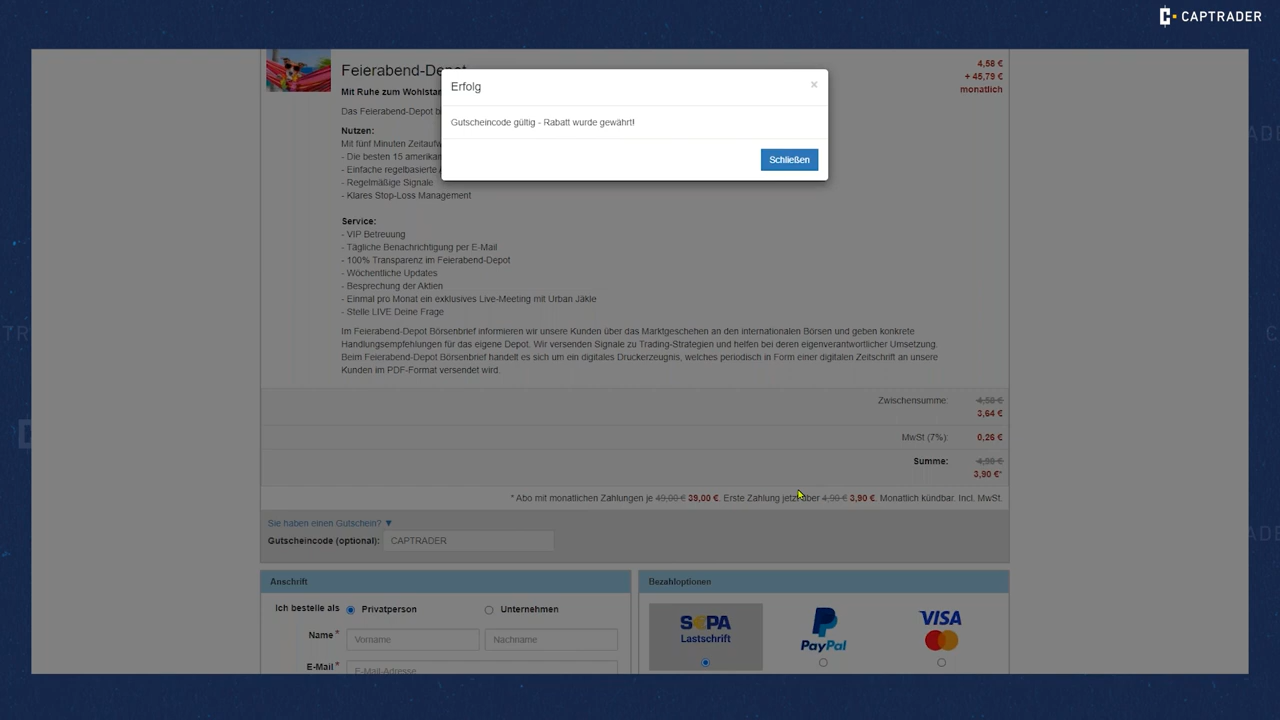 CAPTRADER
Feierabend-Depot
4,58 €
+ 45,79 €
monatlich
Erfolg
×
Gutscheincode gültig - Rabatt wurde gewährt!
Schließen
Mit Ruhe zum Wohlstan
Das Feierabend-Depot
Nutzen:
Mit fünf Minuten Zeitaufw
- Die besten 15 amerikan
- Einfache regelbasierte
- Regelmäßige Signale
- Klares Stop-Loss Management
Service:
- VIP Betreuung
- Tägliche Benachrichtigung per E-Mail
- 100% Transparenz im Feierabend-Depot
- Wöchentliche Updates
- Besprechung der Aktien
- Einmal pro Monat ein exklusives Live-Meeting mit Urban Jäkle
- Stelle LIVE Deine Frage
Im Feierabend-Depot Börsenbrief informieren wir unsere Kunden über das Marktgeschehen an den internationalen Börsen und geben konkrete
Handlungsempfehlungen für das eigene Depot. Wir versenden Signale zu Trading-Strategien und helfen bei deren eigenverantwortlicher Umsetzung.
Beim Feierabend-Depot Börsenbrief handelt es sich um ein digitales Druckerzeugnis, welches periodisch in Form einer digitalen Zeitschrift an unsere
Kunden im PDF-Format versendet wird.
Zwischensumme: 4,58 €
3,64 €
MwSt (7%): 0,26 €
Summe: 4,90 €
3,90 €*
* Abo mit monatlichen Zahlungen je 49,00 € 39,00 €. Erste Zahlung jetzt über 4,90 € 3,90 €. Monatlich kündbar. Incl. MwSt.
Sie haben einen Gutschein? ▼
Gutscheincode (optional): CAPTRADER
Anschrift
Ich bestelle als Privatperson Unternehmen
Name * Vorname Nachname
E-Mail * E-Mail Adresse
Bezahloptionen
SEPA
Lastschrift
PayPal
VISA